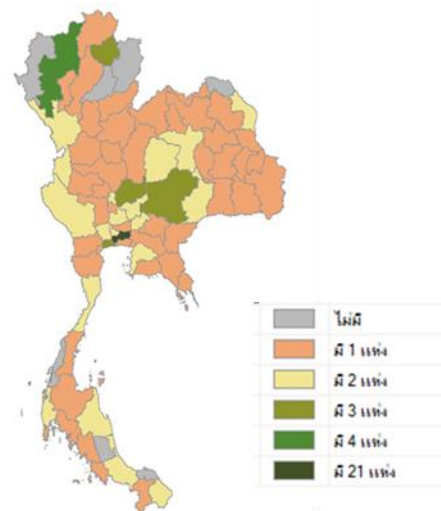 ไม่มี
มี 1 แห่ง
มี 2 แห่ง
มี 3 แห่ง
มี 4 แห่ง
มี 21 แห่ง